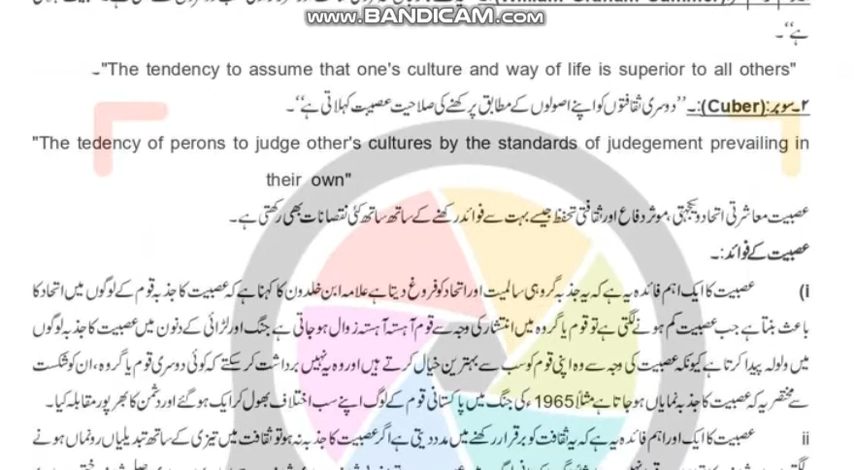 WWW.BANDICAM.COM
(William Graham Summer)
ہے‘‘۔
"The tendency to assume that one's culture and way of life is superior to all others"۔
۲۔سوبر:(Cuber):۔’’دوسری ثقافتوں کو اپنے اصولوں کے مطابق پرکھنے کی صلاحیت عصبیت کہلاتی ہے‘‘۔
"The tedency of perons to judge other's cultures by the standards of judegement prevailing in
their own"
عصبیت معاشرتی اتحاد ویکجہتی، موثر دفاع اور ثقافتی تحفظ جیسے بہت سے فوائد رکھنے کے ساتھ ساتھ کئی نقصانات بھی رکھتی ہے۔
عصبیت کے فوائد:۔
(i عصبیت کا ایک اہم فائدہ یہ ہے کہ یہ جذبہ گروہی سالمیت اور اتحاد کو فروغ دیتا ہے علامہ ابن خلدون کا کہنا ہے کہ عصبیت کا جذبہ قوم کے لوگوں میں اتحاد کا
باعث بنتا ہے جب عصبیت کم ہونے لگتی ہے تو قوم یا گروہ میں انتشار کی وجہ سے قوم آہستہ آہستہ زوال ہو جاتی ہے جنگ اور لڑائی کے دنوں میں عصبیت کا جذبہ لوگوں
میں ولولہ پیدا کرتا ہے کیونکہ عصبیت کی وجہ سے وہ اپنی قوم کو سب سے بہترین خیال کرتے ہیں اور وہ یہ نہیں برداشت کر سکتے کہ کوئی دوسری قوم یا گروہ، ان کو شکست
سے مختصر یہ کہ عصبیت کا جذبہ نمایاں ہو جاتا ہے مثلاً 1965ء کی جنگ میں پاکستانی قوم کے لوگ اپنے سب اختلاف بھول کر ایک ہو گئے اور دشمن کا بھرپور مقابلہ کیا۔
ii عصبیت کا ایک اور اہم فائدہ یہ ہے کہ یہ ثقافت کو برقرار رکھنے میں مدد دیتی ہے اگر عصبیت کا جذبہ نہ ہو تو ثقافت میں تیزی کے ساتھ تبدیلیاں رونما ں ہونے